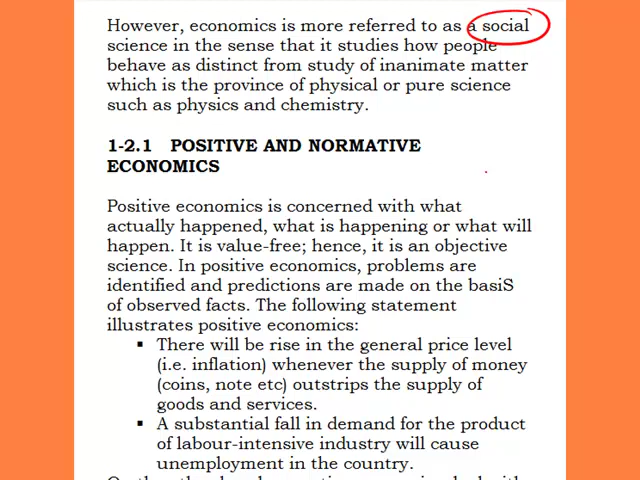 However, economics is more referred to as a social
science in the sense that it studies how people
behave as distinct from study of inanimate matter
which is the province of physical or pure science
such as physics and chemistry.
1-2.1 POSITIVE AND NORMATIVE
ECONOMICS
Positive economics is concerned with what
actually happened, what is happening or what will
happen. It is value-free; hence, it is an objective
science. In positive economics, problems are
identified and predictions are made on the basiS
of observed facts. The following statement
illustrates positive economics:
▪ There will be rise in the general price level
(i.e. inflation) whenever the supply of money
(coins, note etc) outstrips the supply of
goods and services.
▪ A substantial fall in demand for the product
of labour-intensive industry will cause
unemployment in the country.